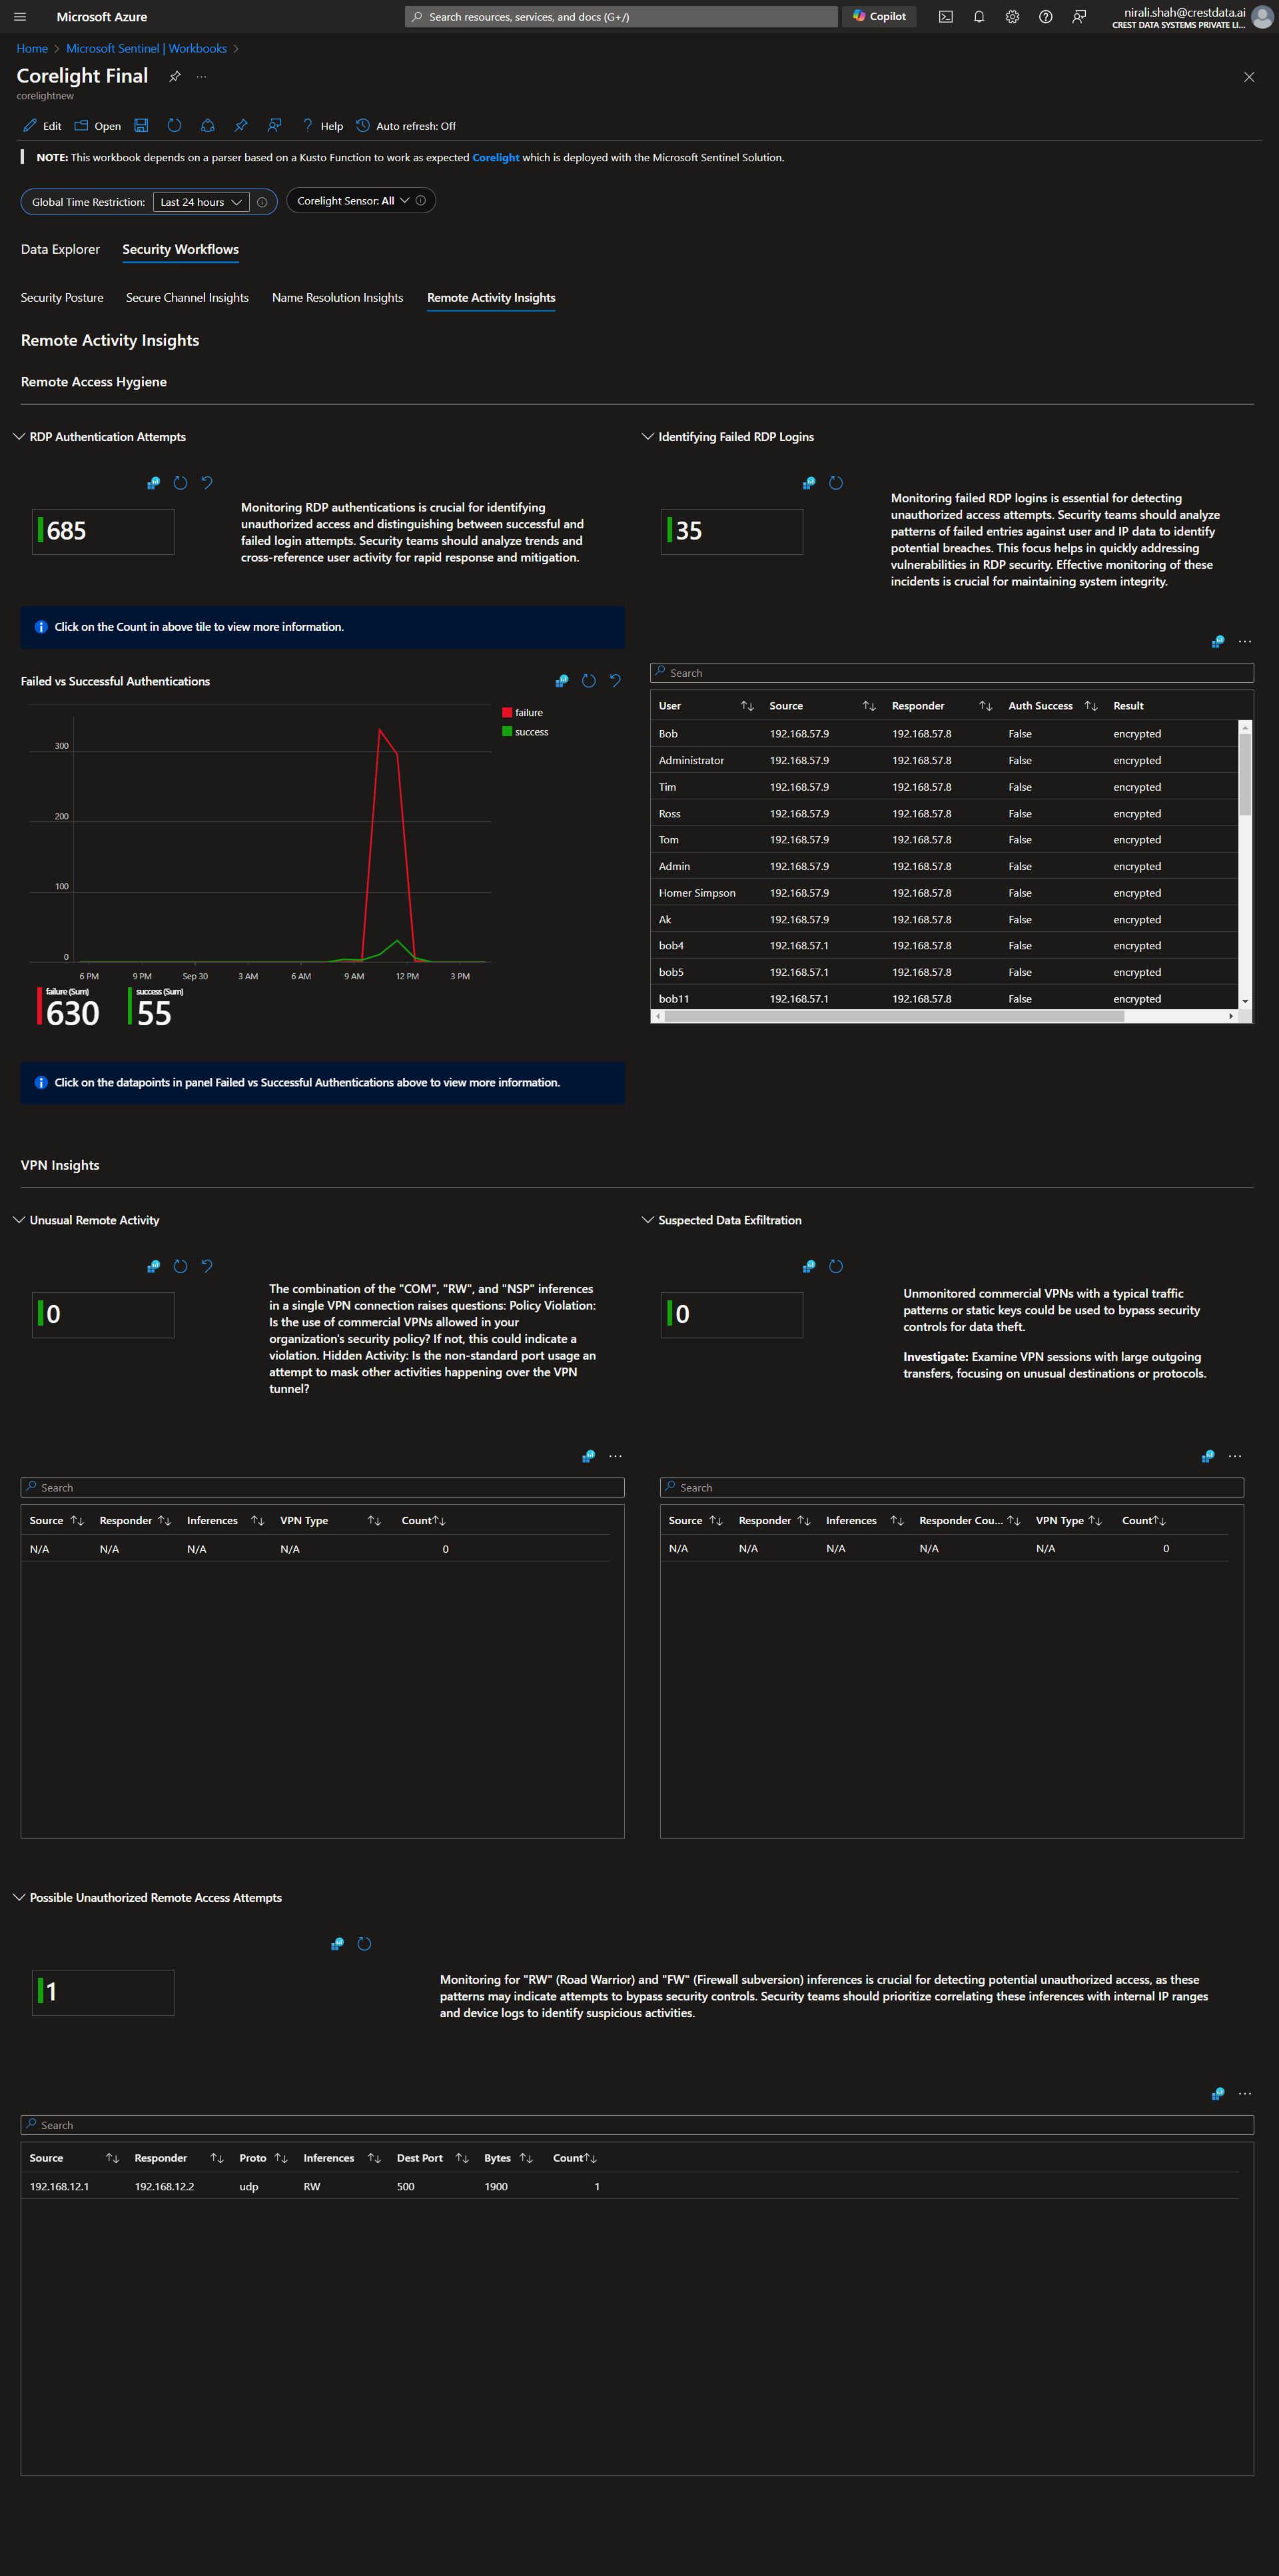 Microsoft Azure
Search resources, services, and docs (G+/)
Copilot
nirali.shah@crestdata.ai
CREST DATA SYSTEMS PRIVATE LI...
Home > Microsoft Sentinel | Workbooks >
Corelight Final
corelightnew
Edit Open Help Auto refresh: Off
NOTE: This workbook depends on a parser based on a Kusto Function to work as expected Corelight which is deployed with the Microsoft Sentinel Solution.
Global Time Restriction: Last 24 hours
Corelight Sensor: All
Data Explorer Security Workflows
Security Posture Secure Channel Insights Name Resolution Insights Remote Activity Insights
Remote Activity Insights
Remote Access Hygiene
RDP Authentication Attempts
685
Monitoring RDP authentications is crucial for identifying
unauthorized access and distinguishing between successful and
failed login attempts. Security teams should analyze trends and
cross-reference user activity for rapid response and mitigation.
Click on the Count in above tile to view more information.
Failed vs Successful Authentications
failure
success
300
200
100
0
6 PM 9 PM Sep 30 3 AM 6 AM 9 AM 12 PM 3 PM
failure (Sum) success (Sum)
630 55
Click on the datapoints in panel Failed vs Successful Authentications above to view more information.
Identifying Failed RDP Logins
35
Monitoring failed RDP logins is essential for detecting
unauthorized access attempts. Security teams should analyze
patterns of failed entries against user and IP data to identify
potential breaches. This focus helps in quickly addressing
vulnerabilities in RDP security. Effective monitoring of these
incidents is crucial for maintaining system integrity.
Search
User Source Responder Auth Success Result
Bob 192.168.57.9 192.168.57.8 False encrypted
Administrator 192.168.57.9 192.168.57.8 False encrypted
Tim 192.168.57.9 192.168.57.8 False encrypted
Ross 192.168.57.9 192.168.57.8 False encrypted
Tom 192.168.57.9 192.168.57.8 False encrypted
Admin 192.168.57.9 192.168.57.8 False encrypted
Homer Simpson 192.168.57.9 192.168.57.8 False encrypted
Ak 192.168.57.9 192.168.57.8 False encrypted
bob4 192.168.57.1 192.168.57.8 False encrypted
bob5 192.168.57.1 192.168.57.8 False encrypted
bob11 192.168.57.1 192.168.57.8 False encrypted
VPN Insights
Unusual Remote Activity
0
The combination of the "COM", "RW", and "NSP" inferences
in a single VPN connection raises questions: Policy Violation:
Is the use of commercial VPNs allowed in your
organization's security policy? If not, this could indicate a
violation. Hidden Activity: Is the non-standard port usage an
attempt to mask other activities happening over the VPN
tunnel?
Search
Source Responder Inferences VPN Type Count
N/A N/A N/A N/A 0
Suspected Data Exfiltration
0
Unmonitored commercial VPNs with a typical traffic
patterns or static keys could be used to bypass security
controls for data theft.
Investigate: Examine VPN sessions with large outgoing
transfers, focusing on unusual destinations or protocols.
Search
Source Responder Inferences Responder Cou... VPN Type Count
N/A N/A N/A N/A N/A 0
Possible Unauthorized Remote Access Attempts
1
Monitoring for "RW" (Road Warrior) and "FW" (Firewall subversion) inferences is crucial for detecting potential unauthorized access, as these
patterns may indicate attempts to bypass security controls. Security teams should prioritize correlating these inferences with internal IP ranges
and device logs to identify suspicious activities.
Search
Source Responder Proto Inferences Dest Port Bytes Count
192.168.12.1 192.168.12.2 udp RW 500 1900 1